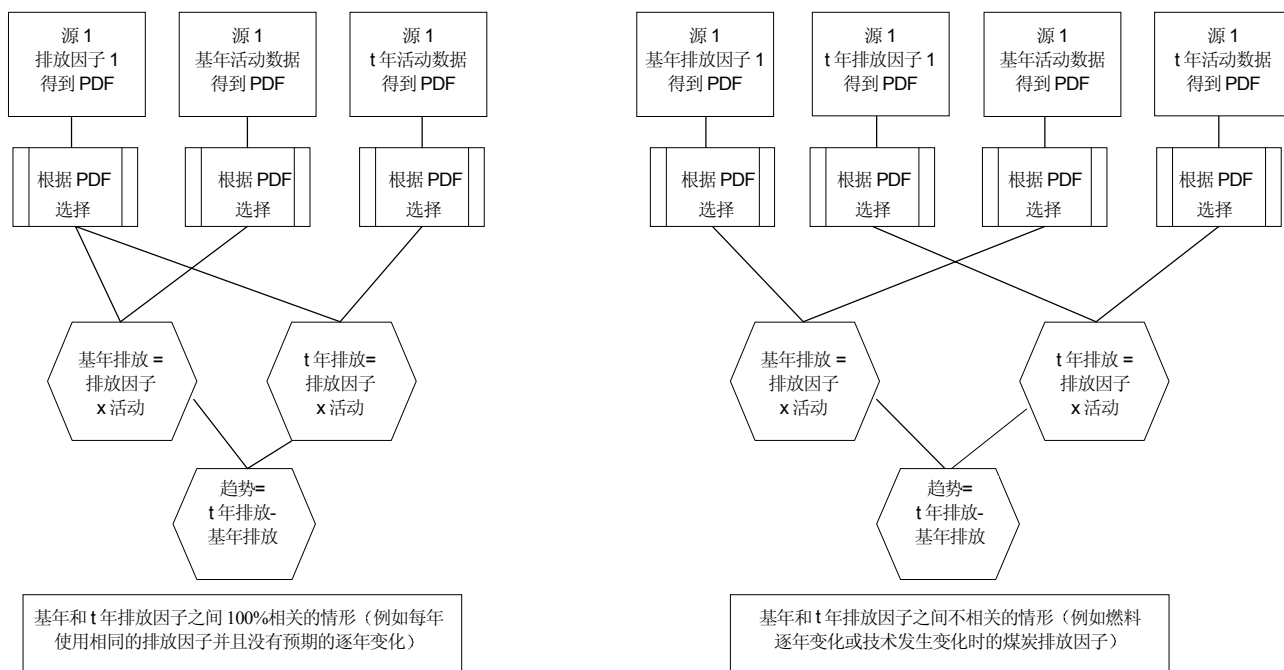 源 1
排放因子 1
得到 PDF
源 1
基年活动数据
得到 PDF
源 1
t 年活动数据
得到 PDF
根据 PDF
选择
根据 PDF
选择
根据 PDF
选择
基年排放 =
排放因子
x 活动
t 年排放=
排放因子
x 活动
趋势=
t 年排放-
基年排放
基年和 t 年排放因子之间 100%相关的情形（例如每年
使用相同的排放因子并且没有预期的逐年变化）
源 1
基年排放因子 1
得到 PDF
源 1
t 年排放因子 1
得到 PDF
源 1
基年活动数据
得到 PDF
源 1
t 年活动数据
得到 PDF
根据 PDF
选择
根据 PDF
选择
根据 PDF
选择
根据 PDF
选择
基年排放 =
排放因子
x 活动
t 年排放 =
排放因子
x 活动
趋势=
t 年排放-
基年排放
基年和 t 年排放因子之间不相关的情形（例如燃料
逐年变化或技术发生变化时的煤炭排放因子）